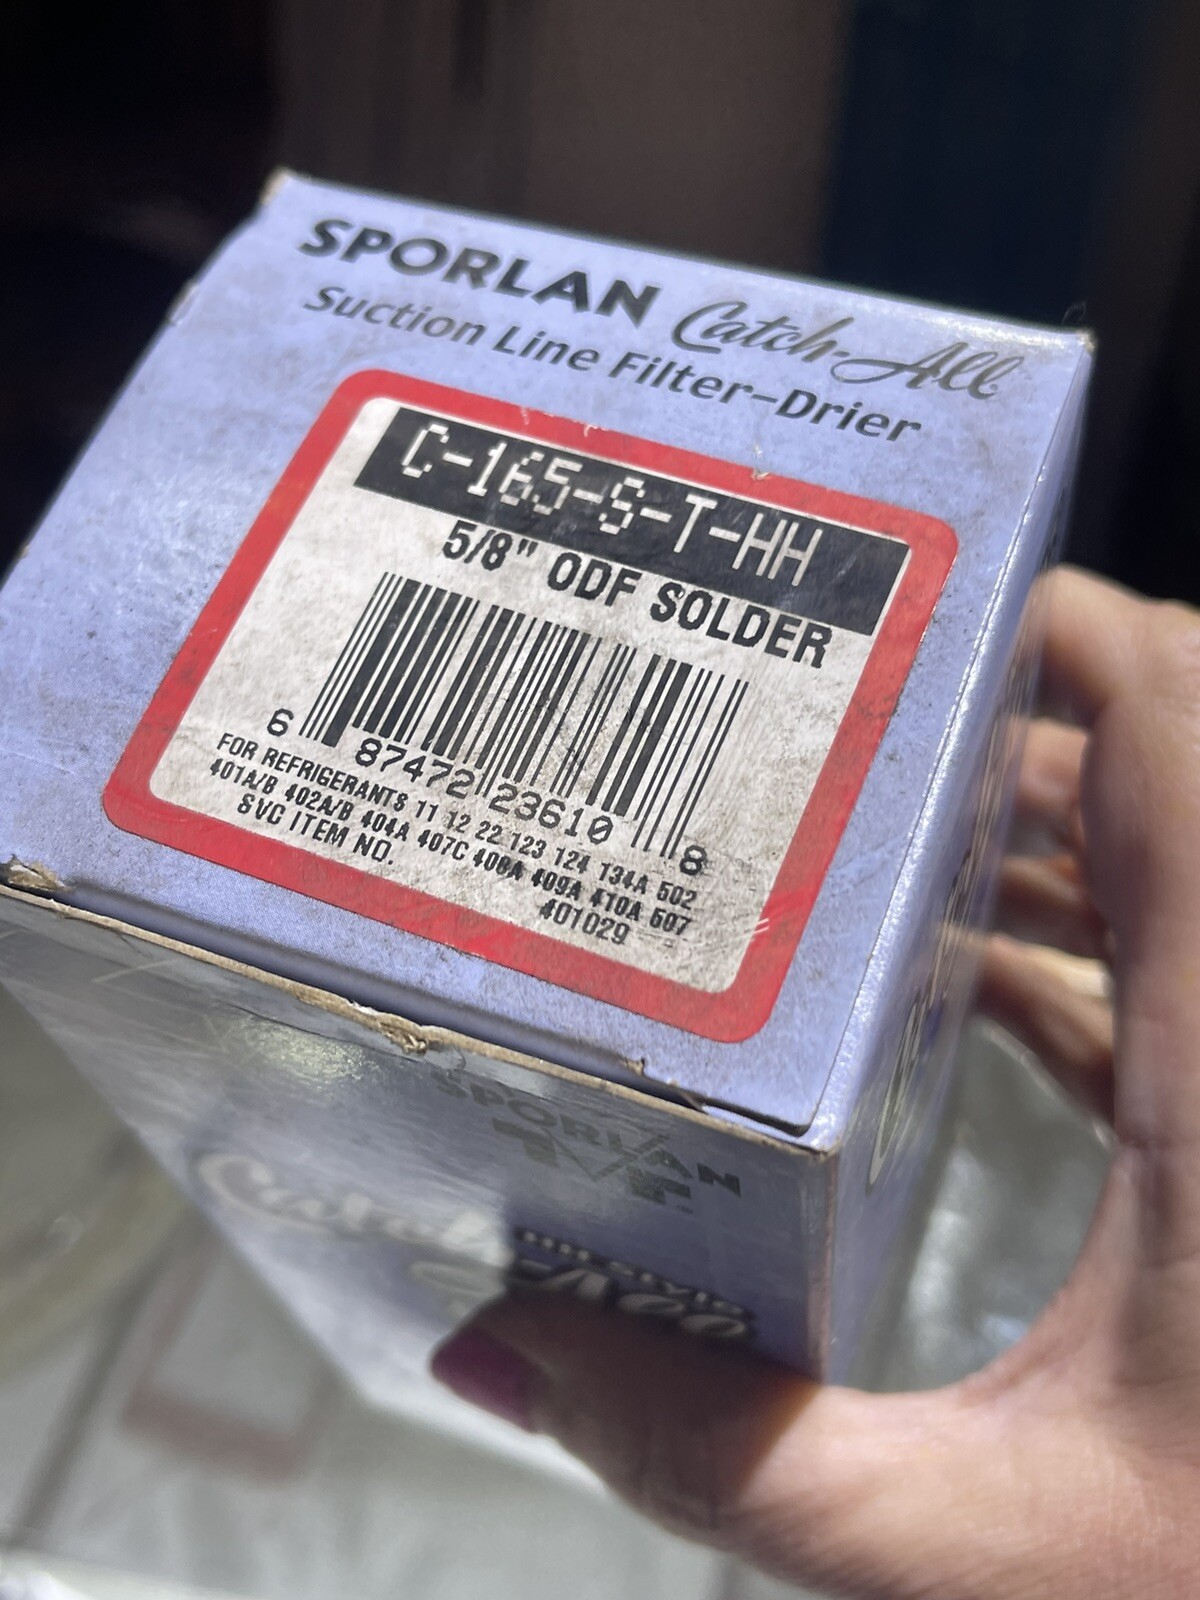 SPORLAN Catch-All
Suction Line Filter-Drier
C-165-S-T-HH
5/8" ODF SOLDER
6 87472 23610 8
FOR REFRIGERANTS 11 12 22 123 124 134A 502
401A/B 402A/B 404A 407C 408A 409A 410A 507
SVC ITEM NO. 401029
SPORLAN
Catch-All
HH Style